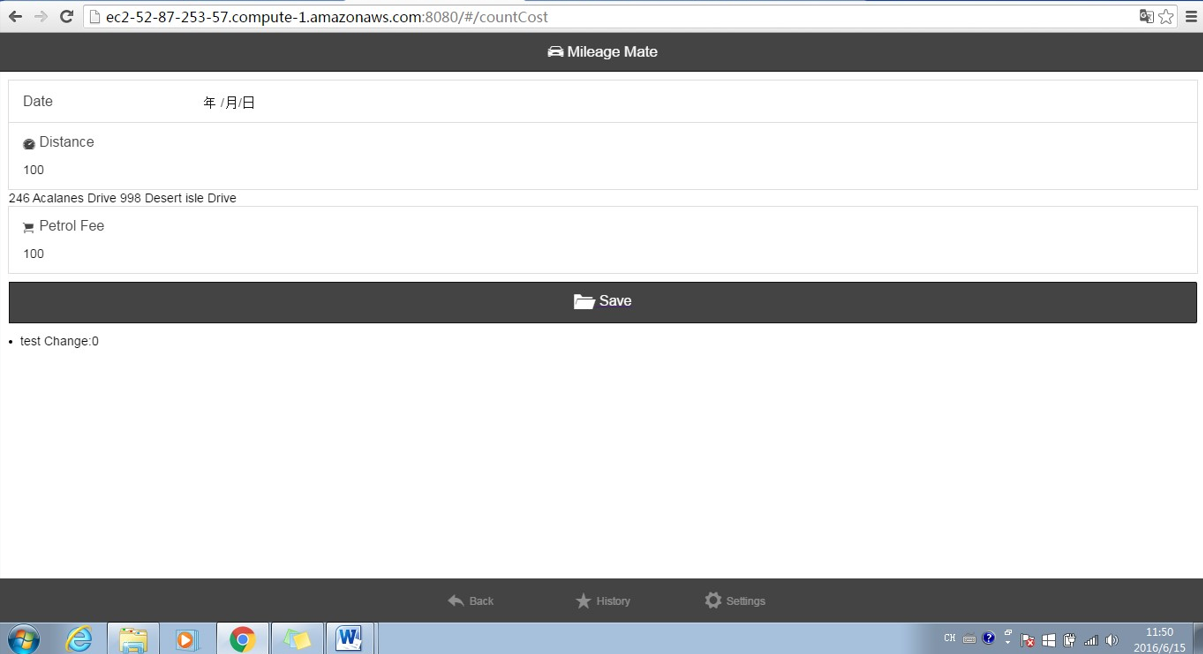 ec2-52-87-253-57.compute-1.amazonaws.com:8080/#/countCost
Mileage Mate
Date 年 /月/日
Distance
100
246 Acalanes Drive 998 Desert isle Drive
Petrol Fee
100
Save
• test Change:0
Back History Settings
CH 11:50
2016/6/15